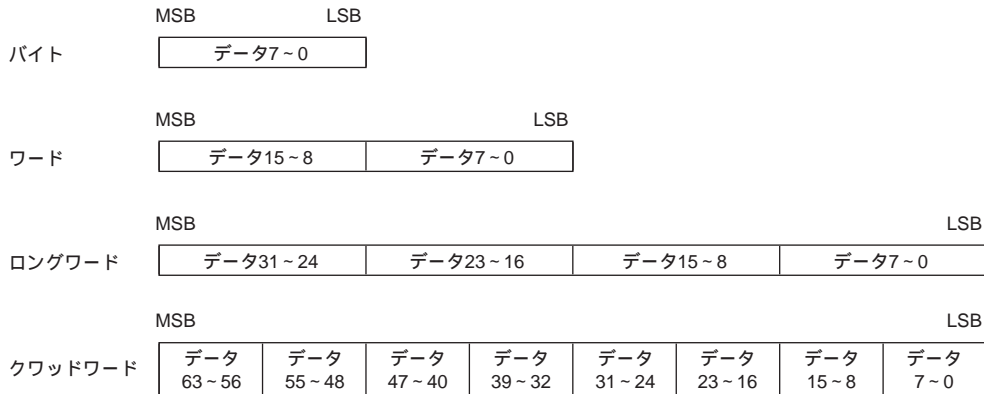 MSB LSB
バイト データ7~0
MSB LSB
ワード データ15~8 データ7~0
MSB LSB
ロングワード データ31~24 データ23~16 データ15~8 データ7~0
MSB LSB
クワッドワード データ データ データ データ データ データ データ データ
63~56 55~48 47~40 39~32 31~24 23~16 15~8 7~0